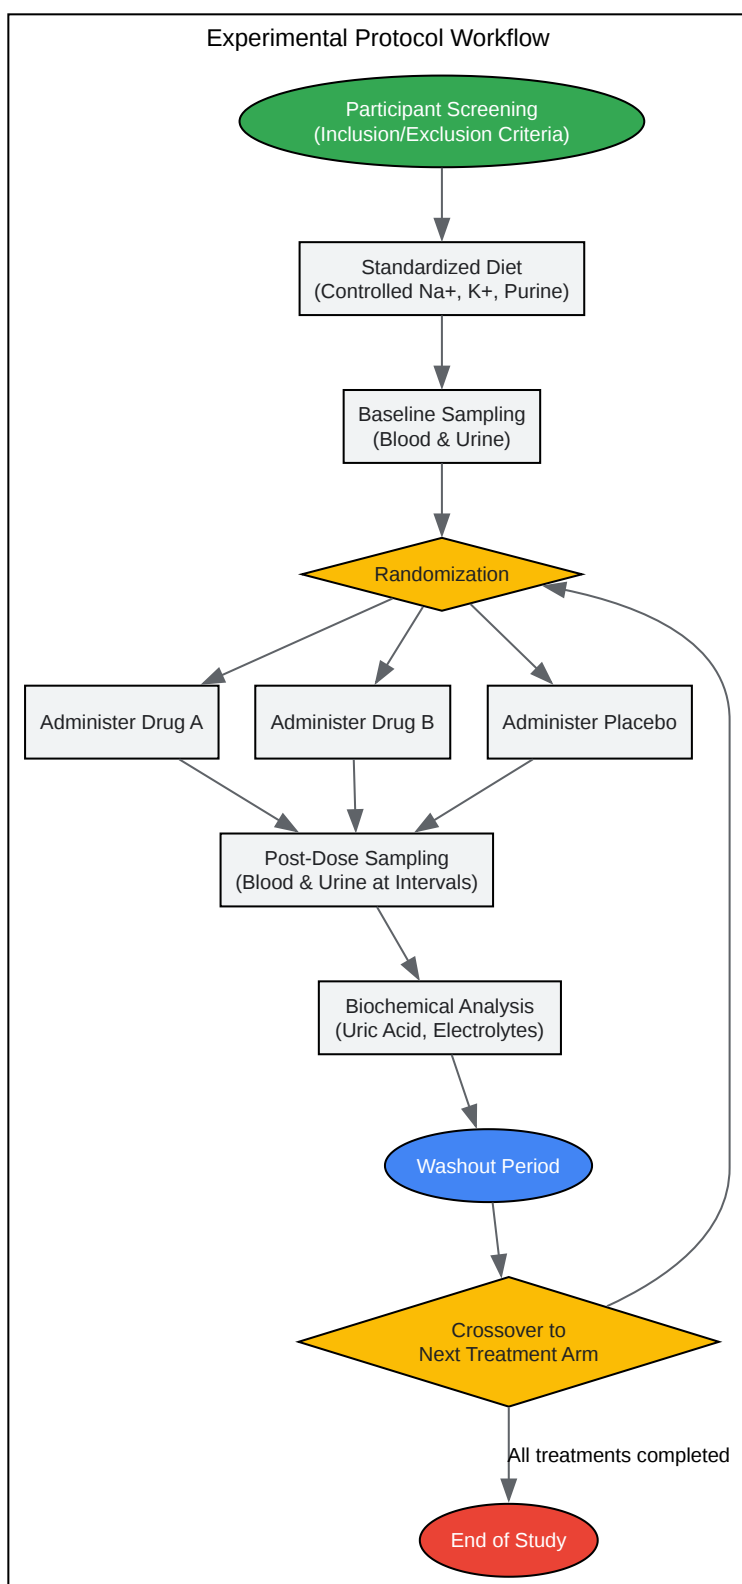 Experimental Protocol Workflow
Participant Screening
(Inclusion/Exclusion Criteria)
Standardized Diet
(Controlled Na+, K+, Purine)
Baseline Sampling
(Blood & Urine)
Randomization
Administer Drug A
Administer Drug B
Administer Placebo
Post-Dose Sampling
(Blood & Urine at Intervals)
Biochemical Analysis
(Uric Acid, Electrolytes)
Washout Period
Crossover to
Next Treatment Arm
All treatments completed
End of Study